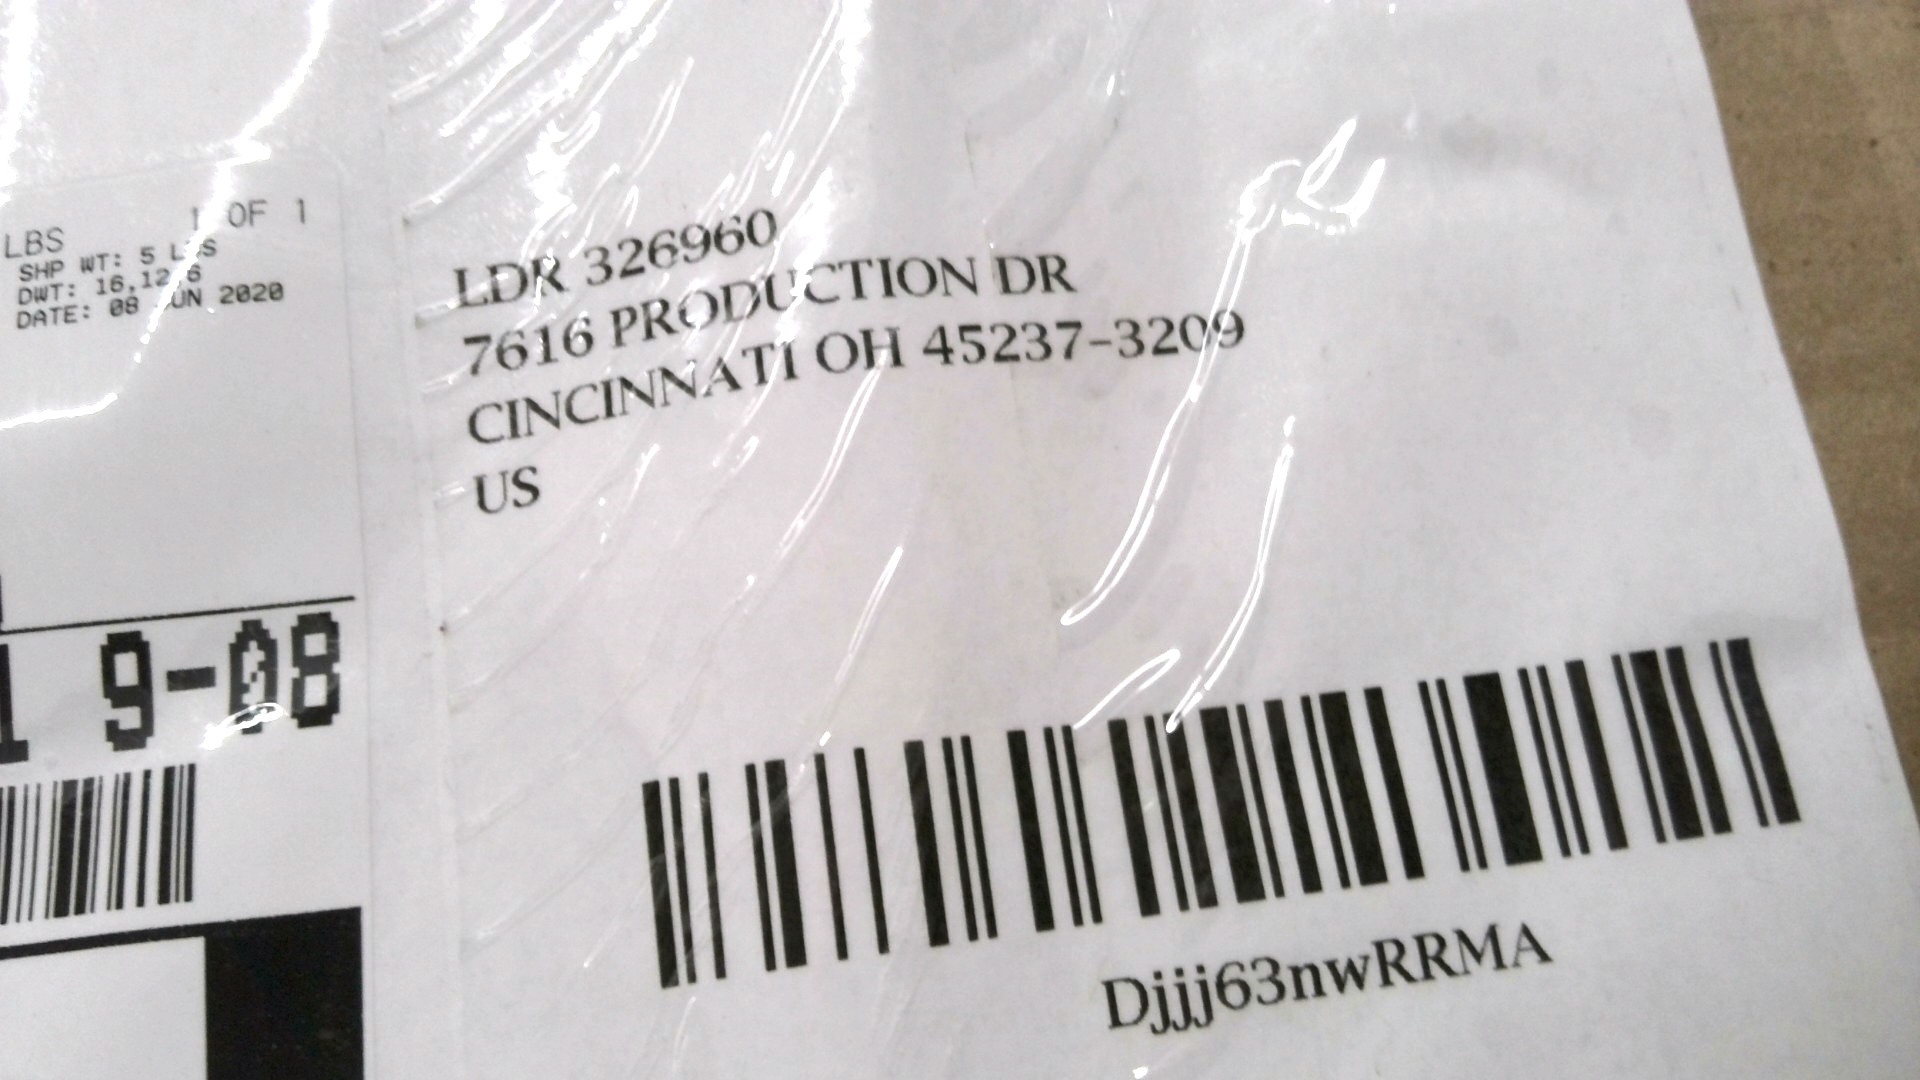 LBS 1 OF 1
SHP WT: 5 LBS
DWT: 16,12,6
DATE: 08 JUN 2020
LDR 326960
7616 PRODUCTION DR
CINCINNATI OH 45237-3209
US
1 9-08
Djjj63nwRRMA